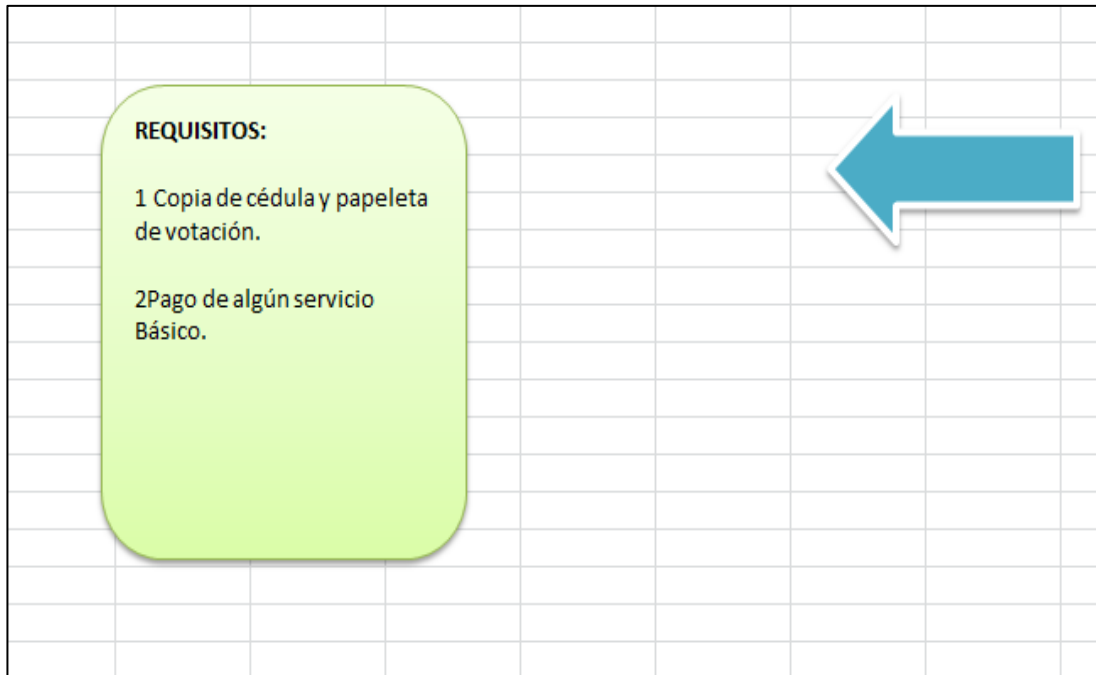 REQUISITOS:
1 Copia de cédula y papeleta
de votación.
2Pago de algún servicio
Básico.